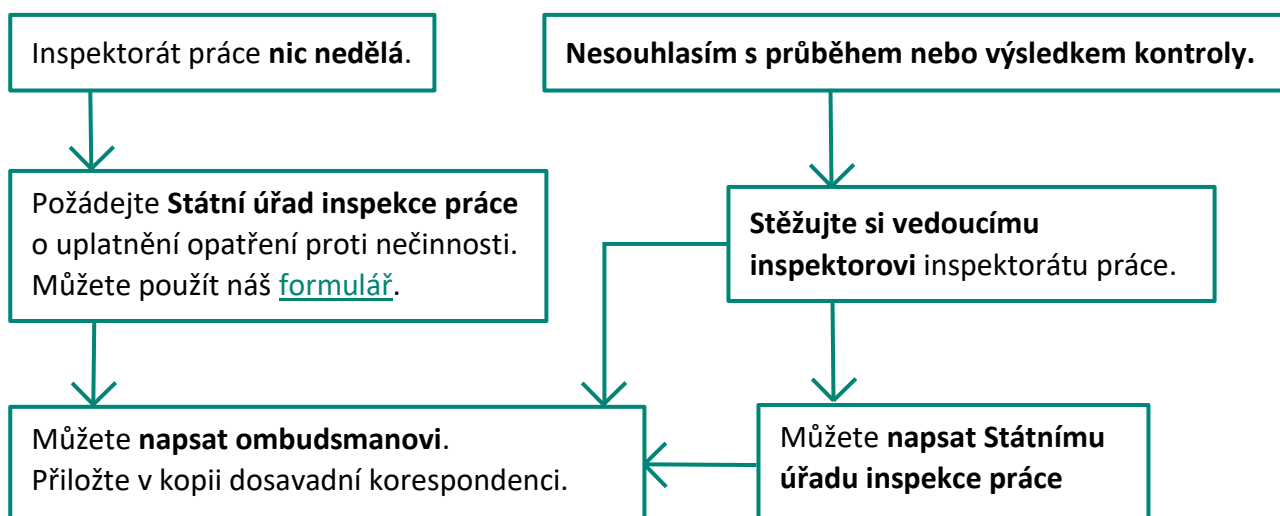 Inspektorát práce nic nedělá.
Nesouhlasím s průběhem nebo výsledkem kontroly.
Požádejte Státní úřad inspekce práce
o uplatnění opatření proti nečinnosti.
Můžete použít náš formulář.
Stěžujte si vedoucímu
inspektorovi inspektorátu práce.
Můžete napsat ombudsmanovi.
Přiložte v kopii dosavadní korespondenci.
Můžete napsat Státnímu
úřadu inspekce práce